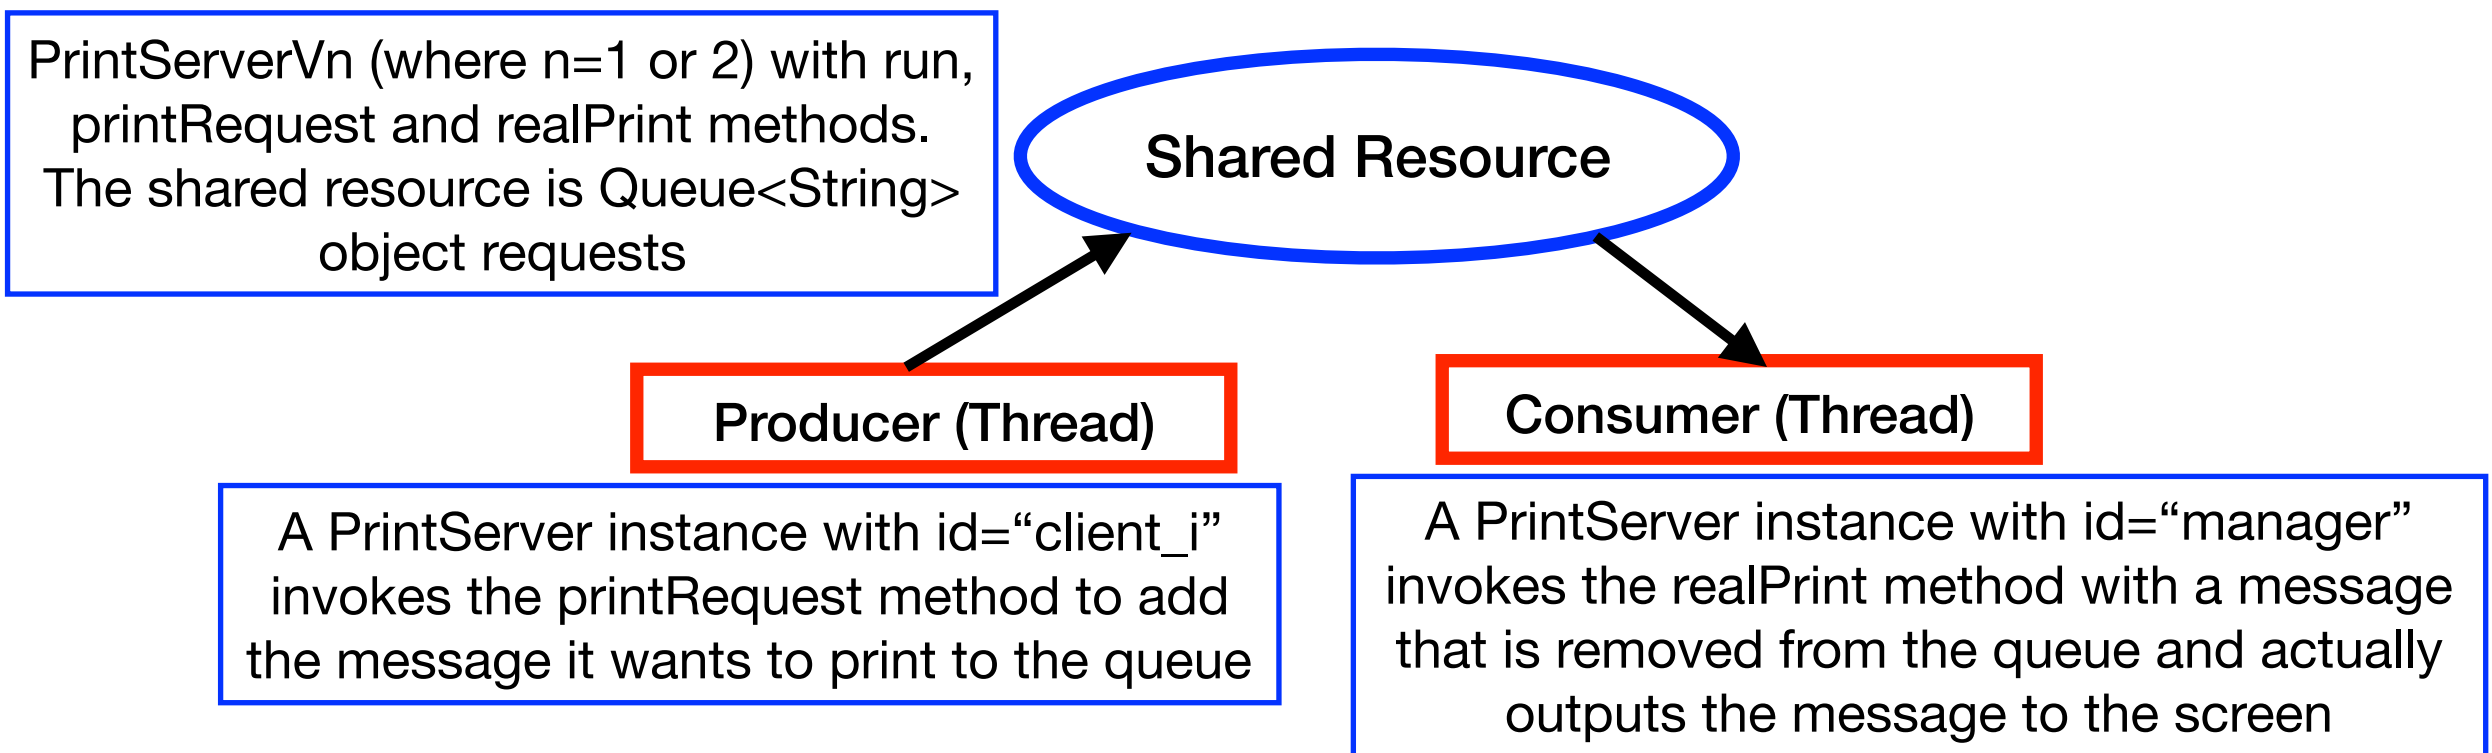 PrintServerVn (where n=1 or 2) with run,
printRequest and realPrint methods.
The shared resource is Queue<String>
object requests
Shared Resource
Producer (Thread)
Consumer (Thread)
A PrintServer instance with id=“client_i”
invokes the printRequest method to add
the message it wants to print to the queue
A PrintServer instance with id=“manager”
invokes the realPrint method with a message
that is removed from the queue and actually
outputs the message to the screen